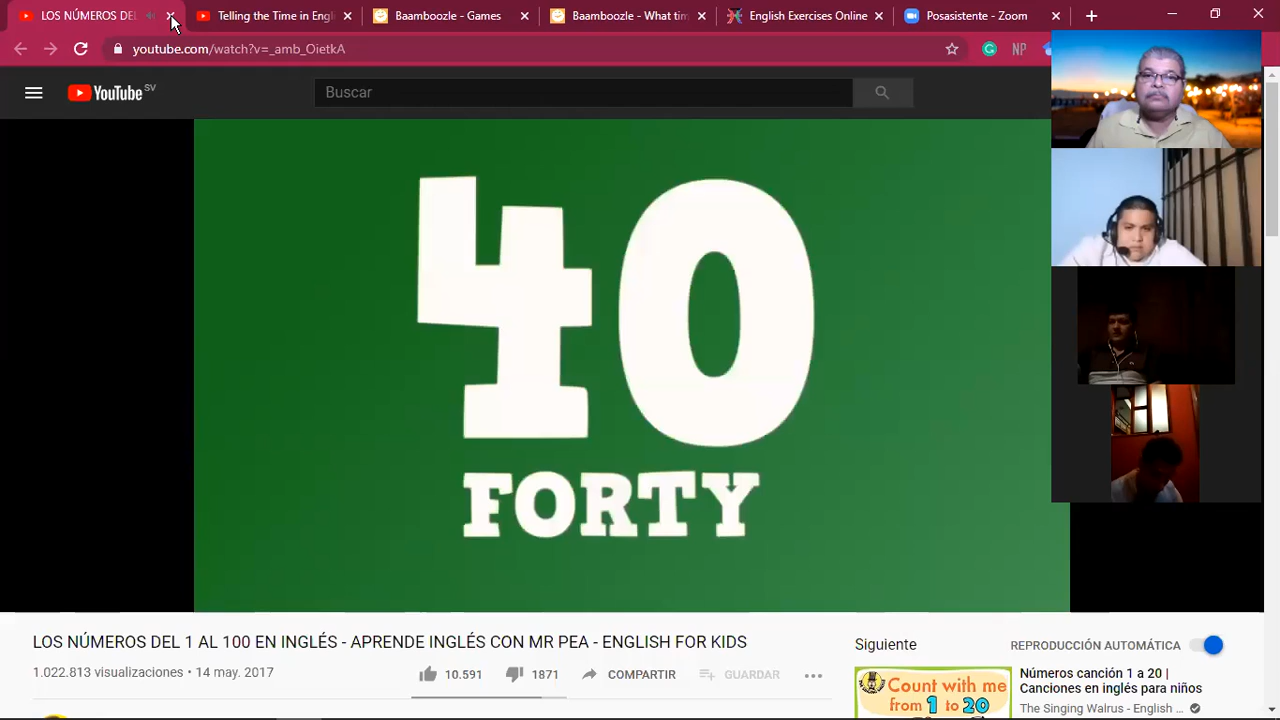 LOS NÚMEROS DEL
Telling the Time in Engl
Baamboozle - Games
Baamboozle - What tim
English Exercises Online
Posasistente - Zoom
youtube.com/watch?v=_amb_OietkA
NP
YouTube SV
Buscar
40
FORTY
LOS NÚMEROS DEL 1 AL 100 EN INGLÉS - APRENDE INGLÉS CON MR PEA - ENGLISH FOR KIDS
1.022.813 visualizaciones • 14 may. 2017
10.591
1871
COMPARTIR
GUARDAR
Siguiente
REPRODUCCIÓN AUTOMÁTICA
Count with me
from 1 to 20
Números canción 1 a 20 |
Canciones en inglés para niños
The Singing Walrus - English ...